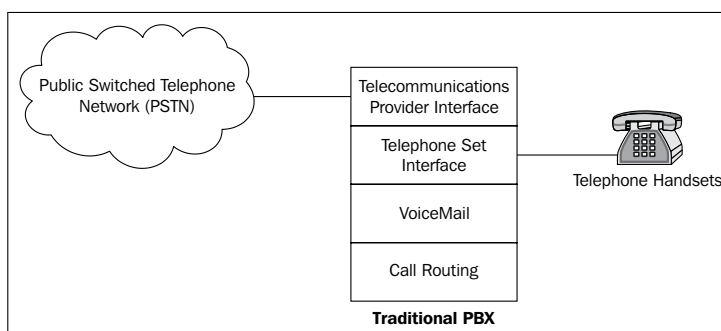 Public Switched Telephone
Network (PSTN)
Telecommunications
Provider Interface
Telephone Set
Interface
VoiceMail
Call Routing
Traditional PBX
Telephone Handsets